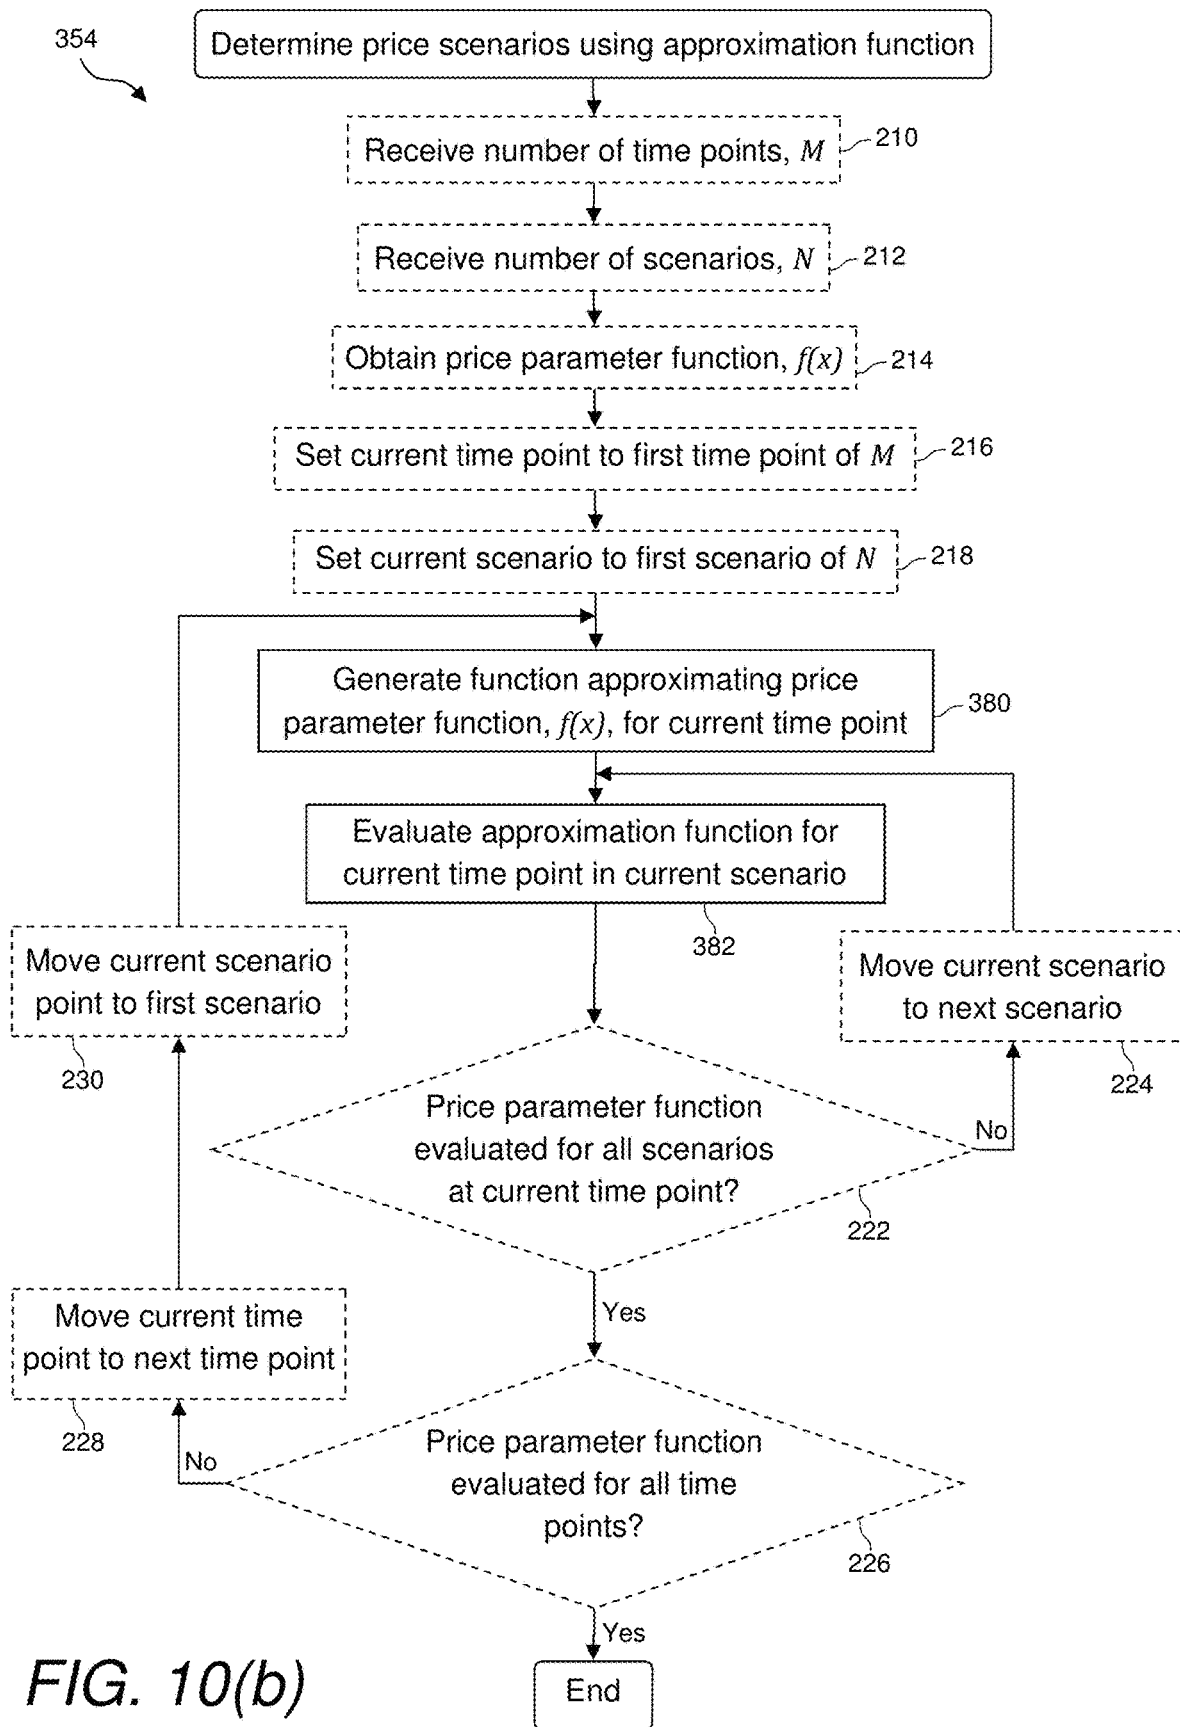 354
Determine price scenarios using approximation function
Receive number of time points, M
210
Receive number of scenarios, N
212
Obtain price parameter function, f(x)
214
Set current time point to first time point of M
216
Set current scenario to first scenario of N
218
Generate function approximating price
parameter function, f(x), for current time point
380
Evaluate approximation function for
current time point in current scenario
382
Move current scenario
point to first scenario
230
Move current scenario
to next scenario
224
Price parameter function
evaluated for all scenarios
at current time point?
No
222
Yes
Move current time
point to next time point
228
No
Price parameter function
evaluated for all time
points?
226
Yes
End
FIG. 10(b)